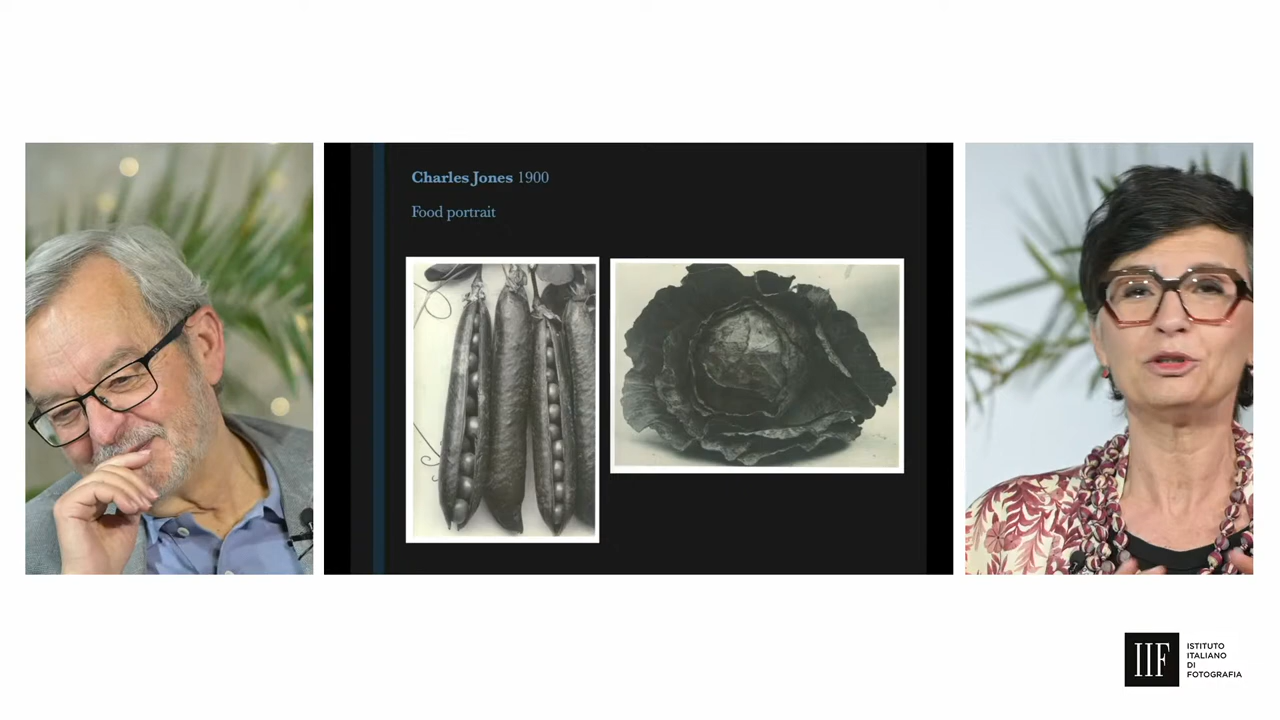 Charles Jones 1900
Food portrait
IIF
ISTITUTO
ITALIANO
DI
FOTOGRAFIA